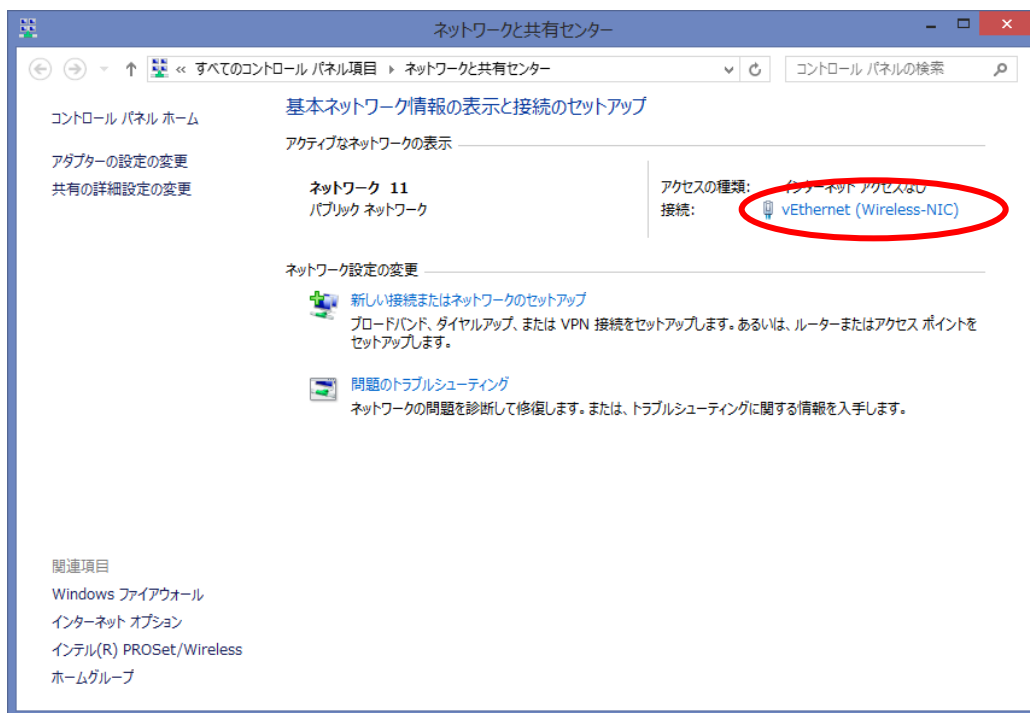 ネットワークと共有センター
« すべてのコントロール パネル項目 ネットワークと共有センター
コントロール パネルの検索
コントロール パネル ホーム
アダプターの設定の変更
共有の詳細設定の変更
基本ネットワーク情報の表示と接続のセットアップ
アクティブなネットワークの表示
ネットワーク 11
パブリック ネットワーク
アクセスの種類: インターネット アクセスなし
接続: vEthernet (Wireless-NIC)
ネットワーク設定の変更
新しい接続またはネットワークのセットアップ
ブロードバンド、ダイヤルアップ、または VPN 接続をセットアップします。あるいは、ルーターまたはアクセス ポイントを
セットアップします。
問題のトラブルシューティング
ネットワークの問題を診断して修復します。または、トラブルシューティングに関する情報を入手します。
関連項目
Windows ファイアウォール
インターネット オプション
インテル(R) PROSet/Wireless
ホームグループ